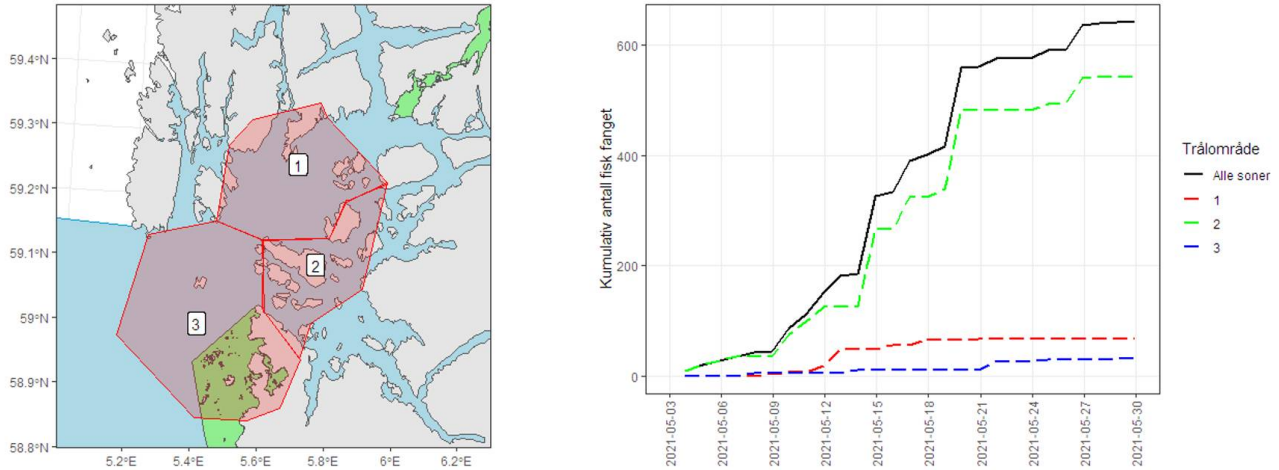 59.4°N
59.3°N
59.2°N
59.1°N
59°N
58.9°N
58.8°N
5.2°E
5.4°E
5.6°E
5.8°E
6°E
6.2°E
1
2
3
Kumulativ antall fisk fanget
600
400
200
0
2021-05-03
2021-05-06
2021-05-09
2021-05-12
2021-05-15
2021-05-18
2021-05-21
2021-05-24
2021-05-27
2021-05-30
Trålområde
Alle soner
1
2
3